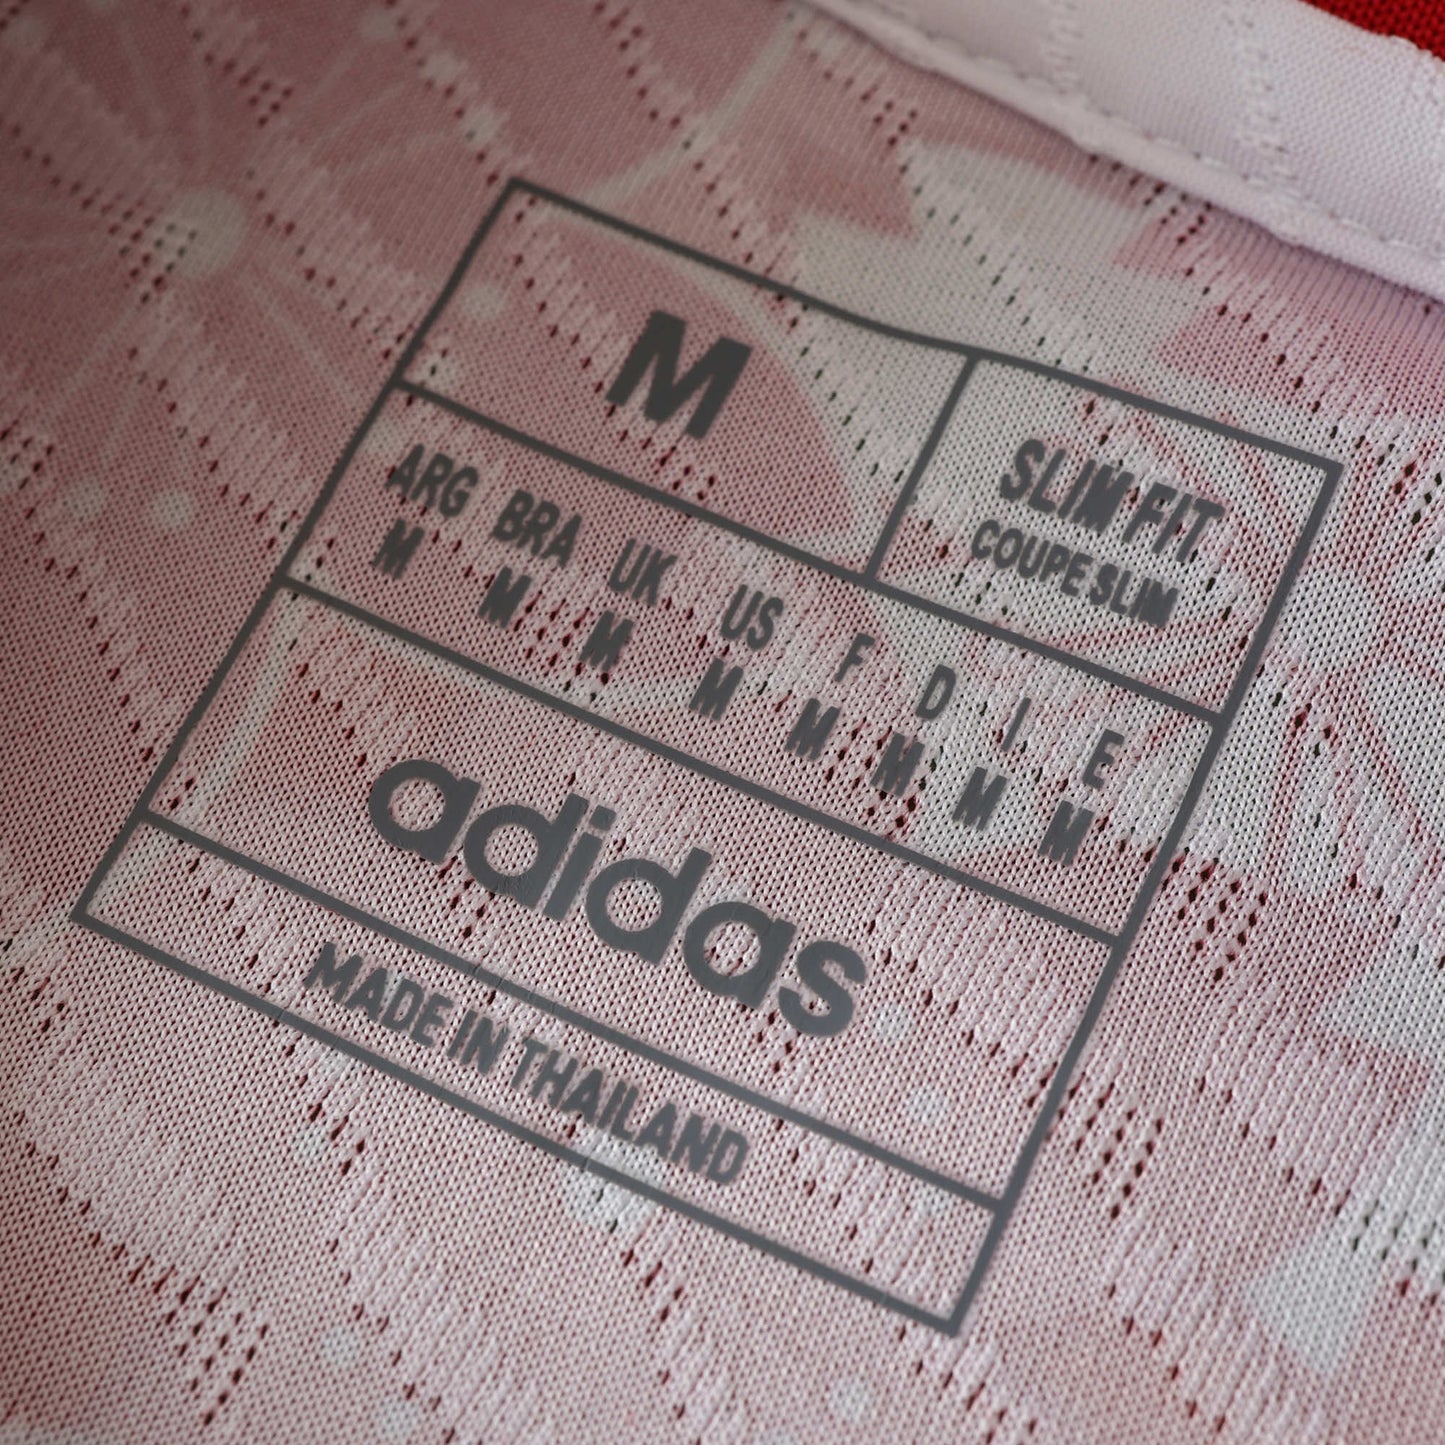 M
SLIM FIT
COUPE SLIM
ARG BRA UK US F D I E
M M M M M M M M
adidas
MADE IN THAILAND